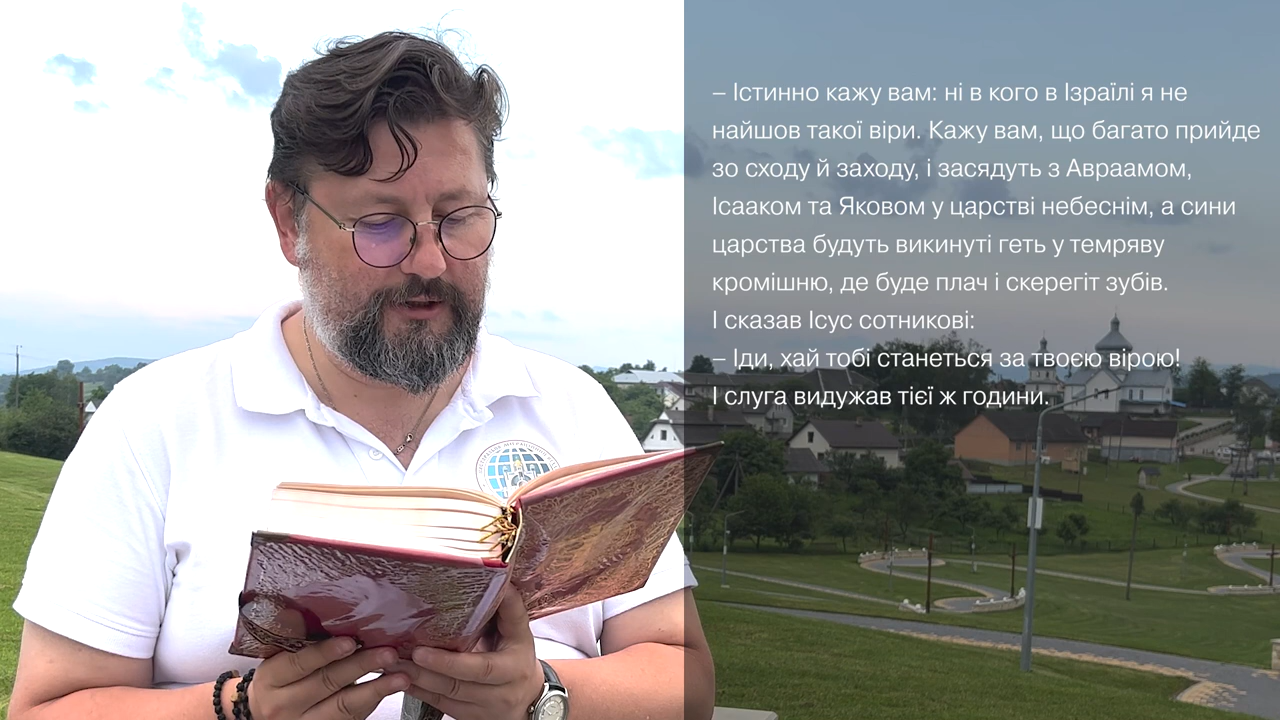 – Істинно кажу вам: ні в кого в Ізраїлі я не
найшов такої віри. Кажу вам, що багато прийде
зо сходу й заходу, і засядуть з Авраамом,
Ісааком та Яковом у царстві небеснім, а сини
царства будуть викинуті геть у темряву
кромішню, де буде плач і скерегіт зубів.
І сказав Ісус сотникові:
– Іди, хай тобі станеться за твоєю вірою!
І слуга видужав тієї ж години.